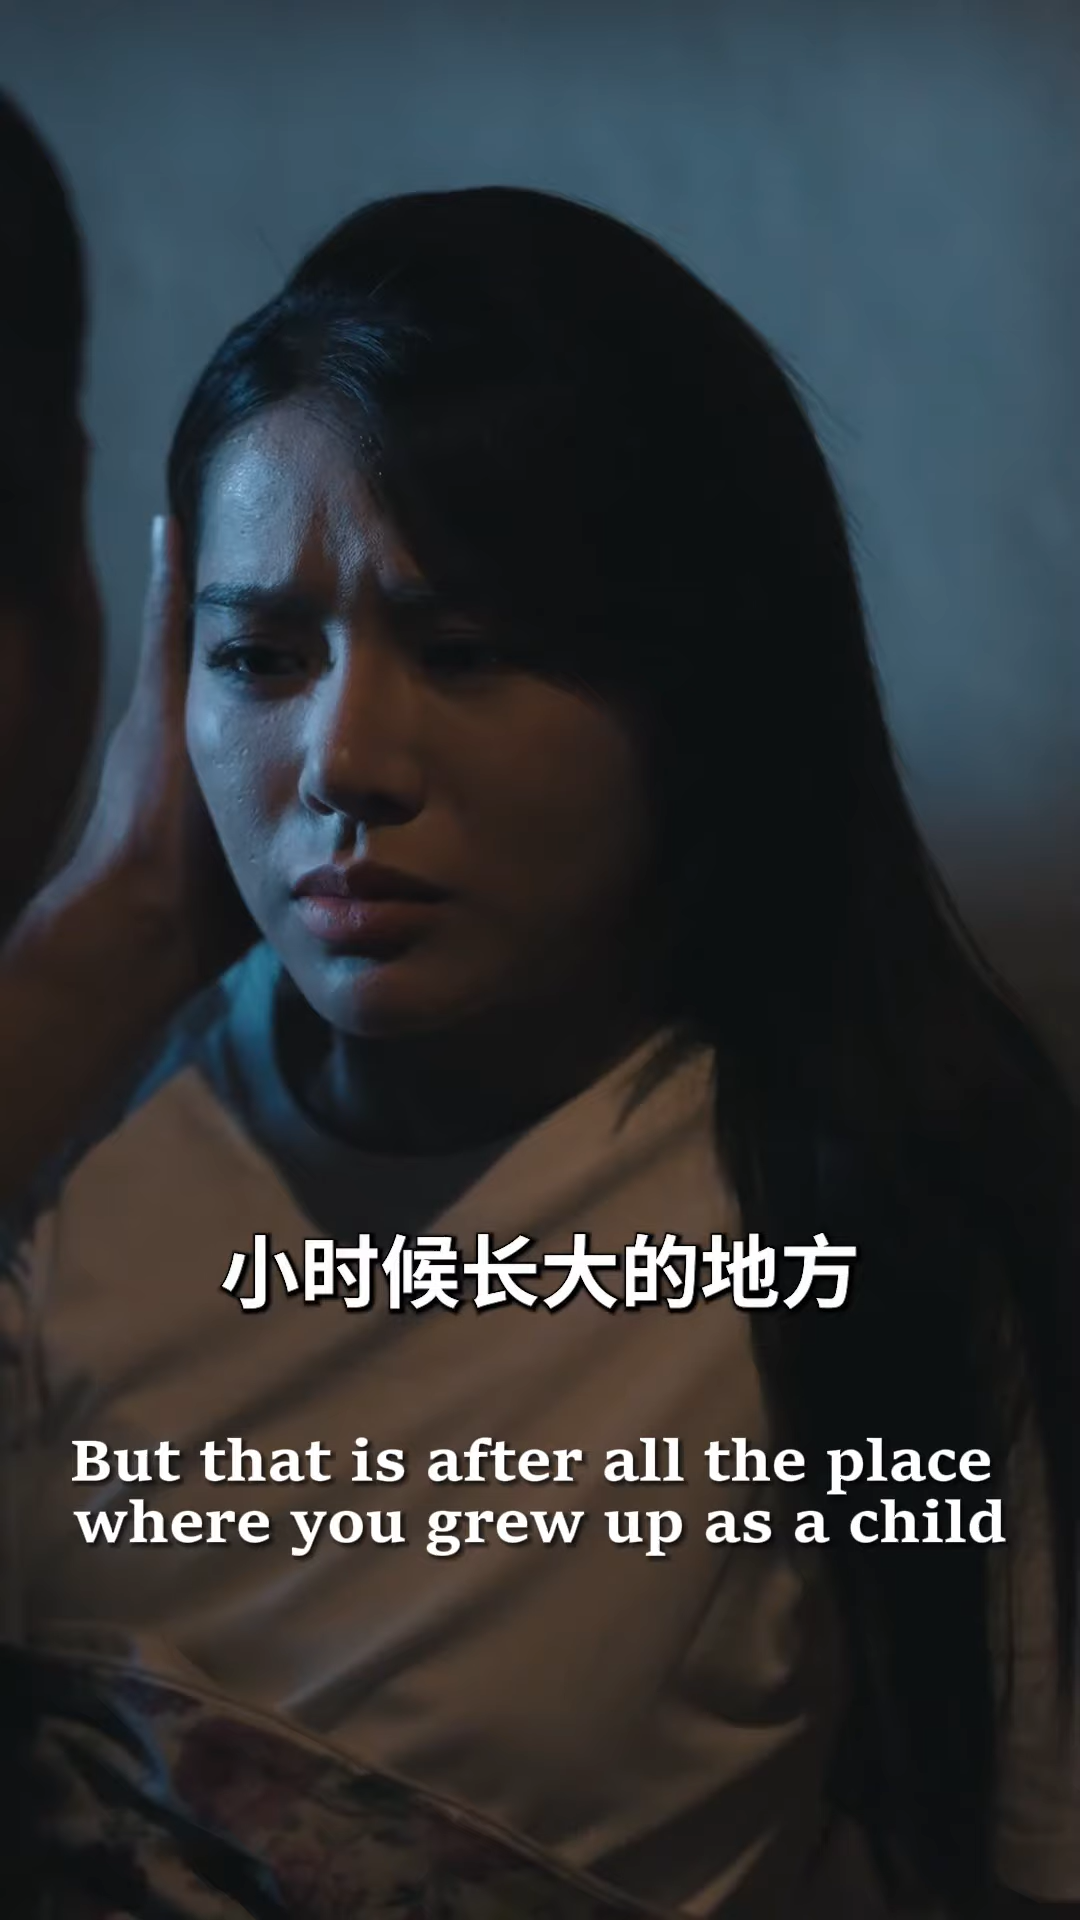 小时候长大的地方
But that is after all the place
where you grew up as a child